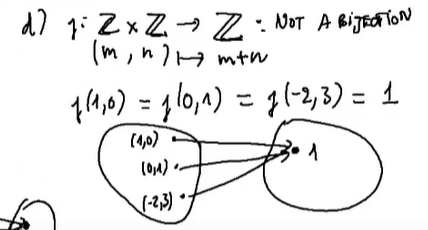 d) g: ℤ × ℤ → ℤ : NOT A BIJECTION
(m, n) ↦ m+n
g(1,0) = g(0,1) = g(-2,3) = 1
(1,0)
1
(0,1)
(-2,3)